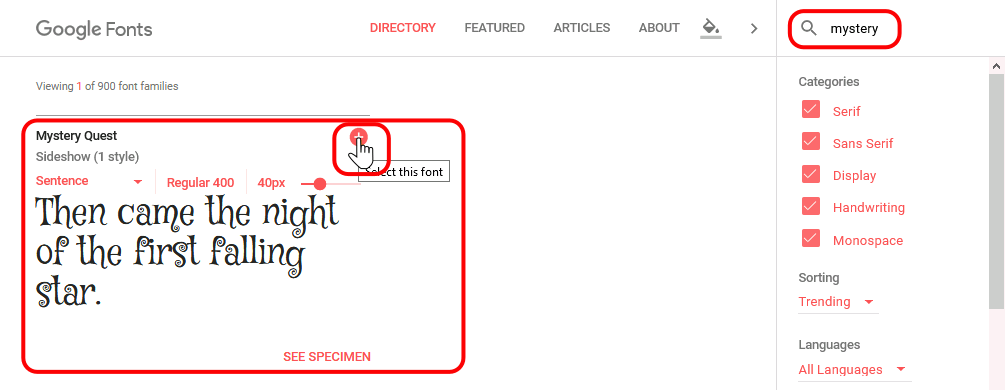 Google Fonts
DIRECTORY FEATURED ARTICLES ABOUT
mystery
Viewing 1 of 900 font families
Mystery Quest
Sideshow (1 style)
Select this font
Sentence Regular 400 40px
Then came the night
of the first falling
star.
SEE SPECIMEN
Categories
Serif
Sans Serif
Display
Handwriting
Monospace
Sorting
Trending
Languages
All Languages